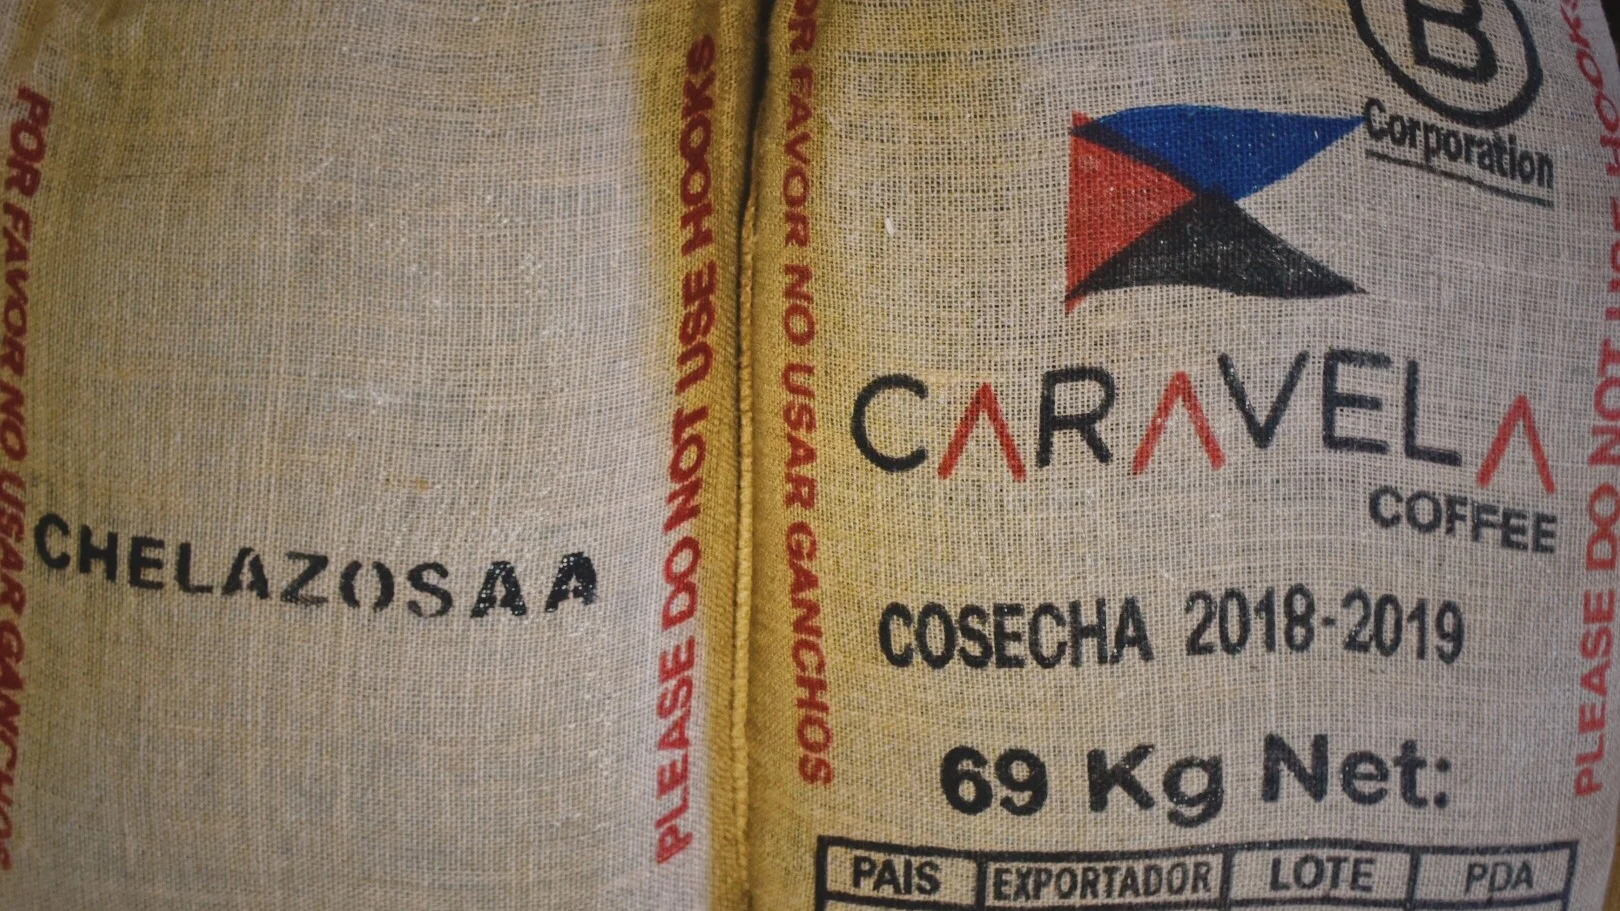 FOR FAVOR NO USAR GANCHOS
CHELAZOSAA
PLEASE DO NOT USE HOOKS
OR FAVOR NO USAR GANCHOS
B
Corporation
CARAVELA
COFFEE
COSECHA 2018-2019
69 Kg Net:
PAIS EXPORTADOR LOTE PDA
PLEASE DO NOT USE HOOKS